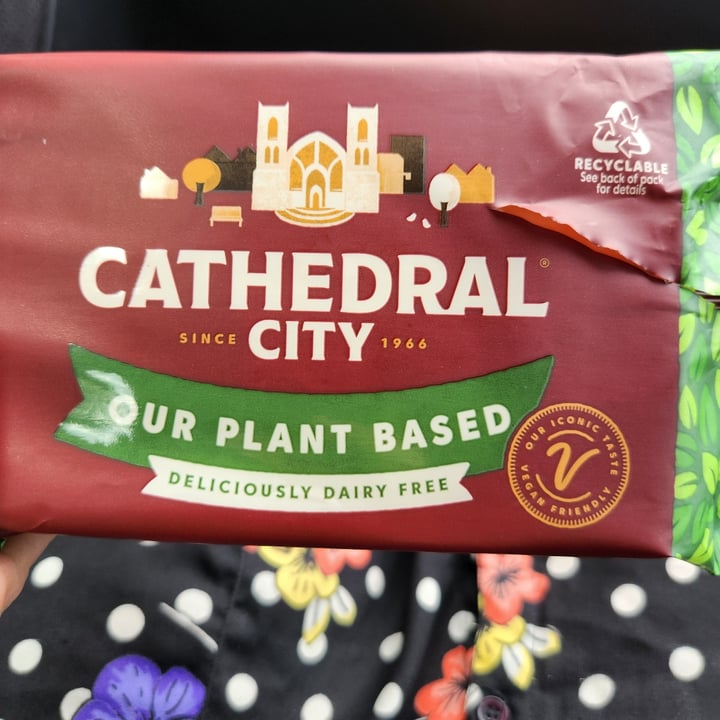 RECYCLABLE
See back of pack
for details
CATHEDRAL®
SINCE CITY 1966
OUR PLANT BASED
DELICIOUSLY DAIRY FREE
OUR ICONIC TASTE
V
VEGAN FRIENDLY